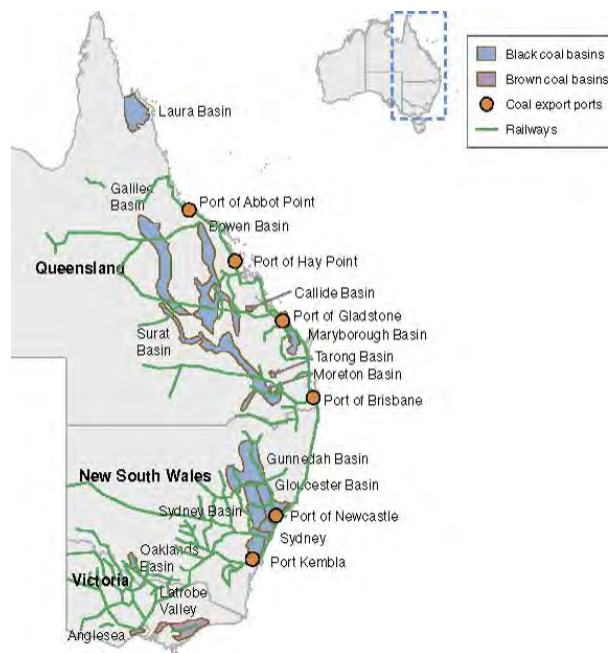 Black coal basins
Brown coal basins
Coal export ports
Railways
Laura Basin
Galilee
Basin
Port of Abbot Point
Bowen Basin
Port of Hay Point
Queensland
Callide Basin
Port of Gladstone
Maryborough Basin
Surat
Basin
Tarong Basin
Moreton Basin
Port of Brisbane
Gunnedah Basin
New South Wales
Gloucester Basin
Sydney Basin
Port of Newcastle
Sydney
Oaklands
Basin
Port Kembla
Victoria
Latrobe
Valley
Anglesea